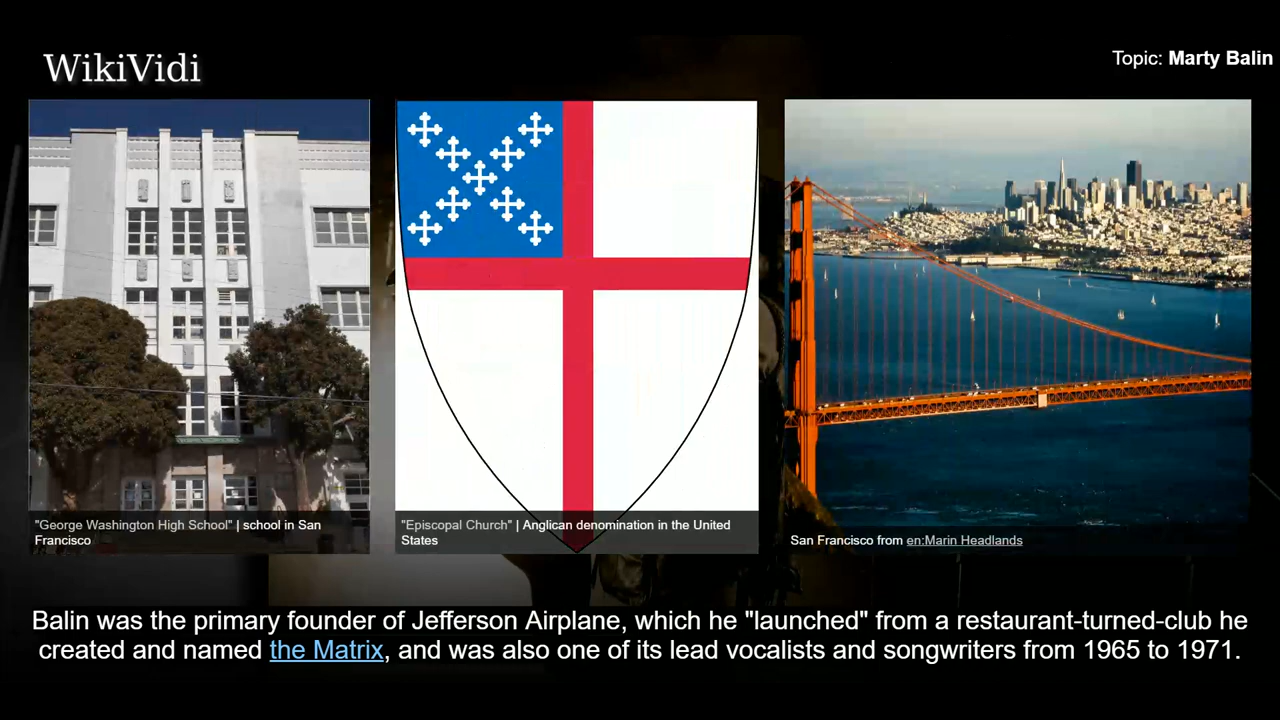 WikiVidi
Topic: Marty Balin
"George Washington High School" | school in San
Francisco
"Episcopal Church" | Anglican denomination in the United
States
San Francisco from en:Marin Headlands
Balin was the primary founder of Jefferson Airplane, which he "launched" from a restaurant-turned-club he
created and named the Matrix, and was also one of its lead vocalists and songwriters from 1965 to 1971.